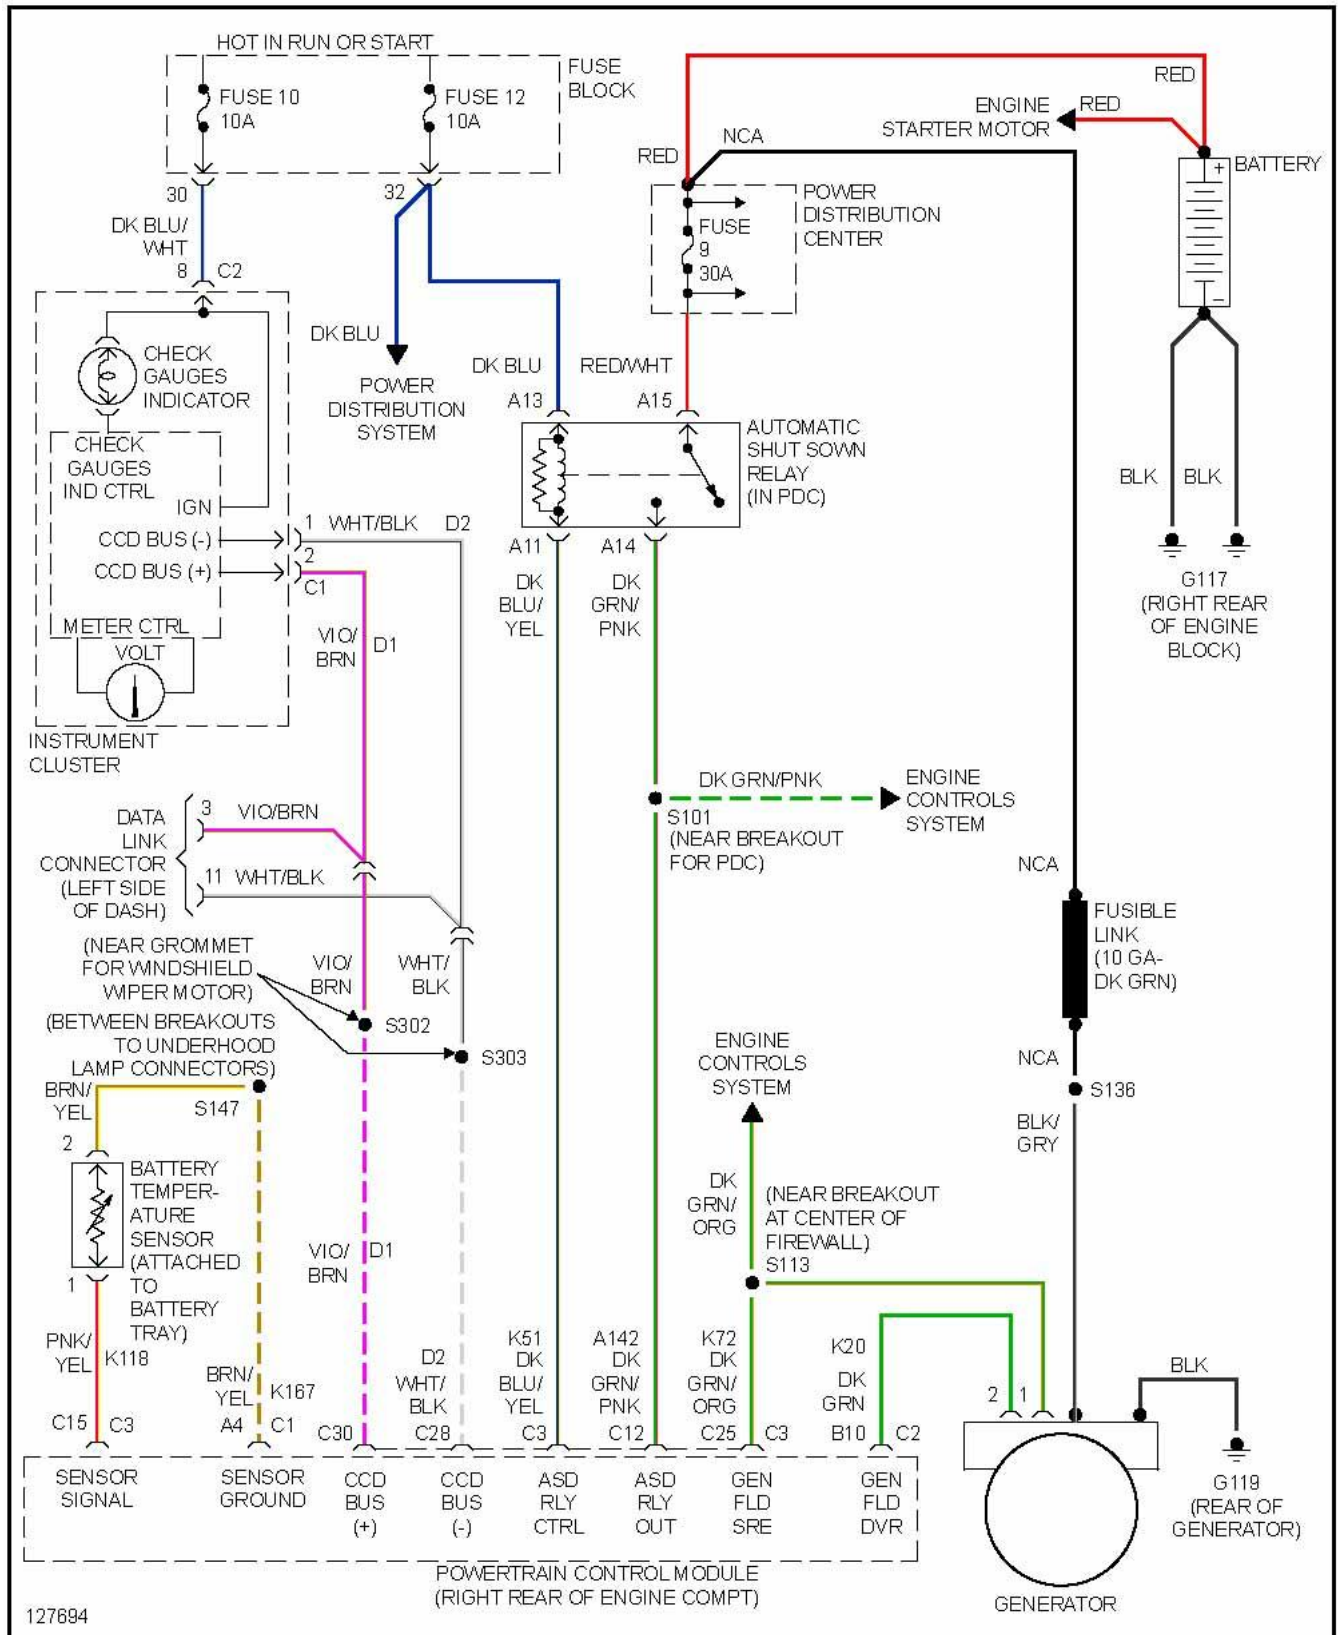 HOT IN RUN OR START
FUSE 10
10A
FUSE 12
10A
FUSE
BLOCK
30
32
DK BLU/
WHT
8
C2
RED
ENGINE
STARTER MOTOR
RED
NCA
RED
BATTERY
+
−
POWER
DISTRIBUTION
CENTER
FUSE
9
30A
CHECK
GAUGES
INDICATOR
DK BLU
POWER
DISTRIBUTION
SYSTEM
DK BLU
RED/WHT
A13
A15
AUTOMATIC
SHUT SOWN
RELAY
(IN PDC)
CHECK
GAUGES
IND CTRL
IGN
CCD BUS (-)
CCD BUS (+)
1
WHT/BLK
D2
2
C1
METER CTRL
VOLT
VIO/
BRN
D1
INSTRUMENT
CLUSTER
A11
A14
DK
BLU/
YEL
DK
GRN/
PNK
BLK
BLK
G117
(RIGHT REAR
OF ENGINE
BLOCK)
DATA
LINK
CONNECTOR
(LEFT SIDE
OF DASH)
3
VIO/BRN
11
WHT/BLK
DK GRN/PNK
ENGINE
CONTROLS
SYSTEM
S101
(NEAR BREAKOUT
FOR PDC)
NCA
FUSIBLE
LINK
(10 GA-
DK GRN)
NCA
S136
BLK/
GRY
(NEAR GROMMET
FOR WINDSHIELD
WIPER MOTOR)
VIO/
BRN
WHT/
BLK
S302
S303
(BETWEEN BREAKOUTS
TO UNDERHOOD
LAMP CONNECTORS)
BRN/
YEL
S147
2
BATTERY
TEMPER-
ATURE
SENSOR
(ATTACHED
TO
BATTERY
TRAY)
1
ENGINE
CONTROLS
SYSTEM
DK
GRN/
ORG
(NEAR BREAKOUT
AT CENTER OF
FIREWALL)
S113
VIO/
BRN
D1
PNK/
YEL
K118
BRN/
YEL
K167
D2
WHT/
BLK
K51
DK
BLU/
YEL
A142
DK
GRN/
PNK
K72
DK
GRN/
ORG
K20
DK
GRN
2
1
BLK
C15
C3
A4
C1
C30
C28
C3
C12
C25
C3
B10
C2
SENSOR
SIGNAL
SENSOR
GROUND
CCD
BUS
(+)
CCD
BUS
(-)
ASD
RLY
CTRL
ASD
RLY
OUT
GEN
FLD
SRE
GEN
FLD
DVR
G119
(REAR OF
GENERATOR)
POWERTRAIN CONTROL MODULE
(RIGHT REAR OF ENGINE COMPT)
GENERATOR
127694